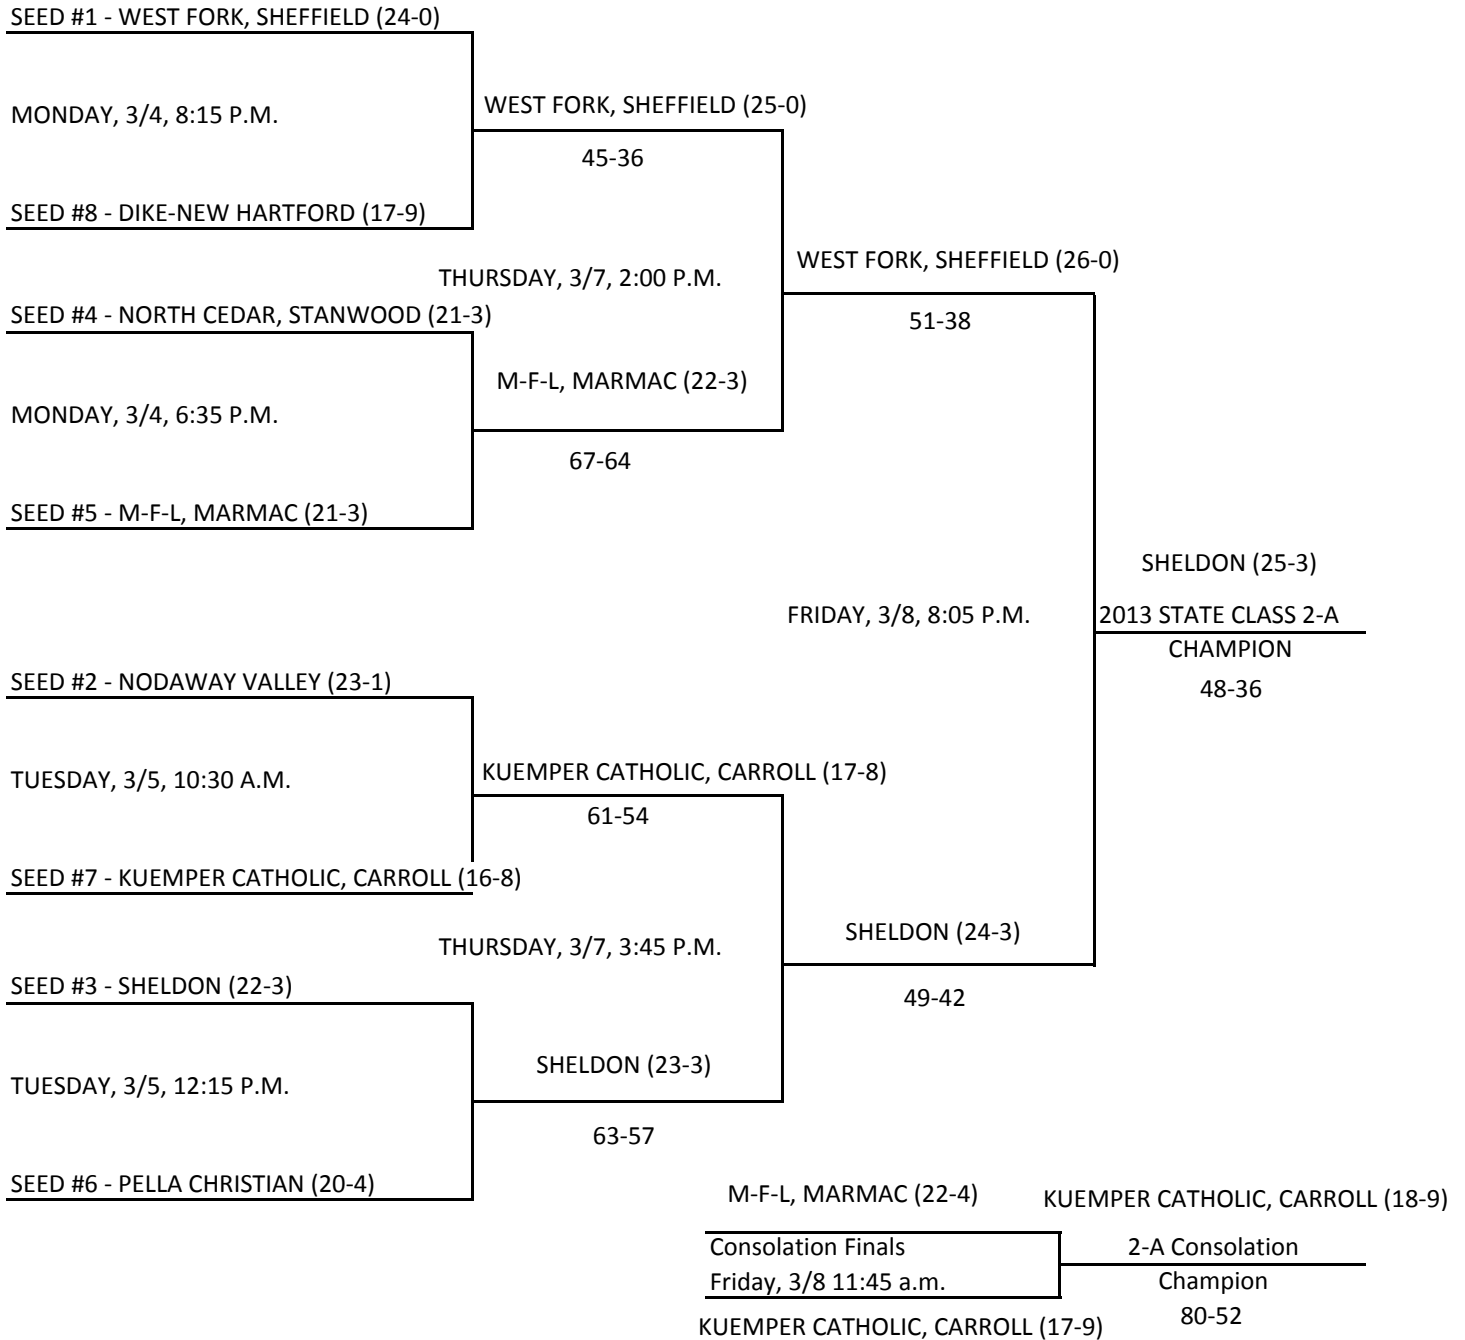 SEED #1 - WEST FORK, SHEFFIELD (24-0)
MONDAY, 3/4, 8:15 P.M.
WEST FORK, SHEFFIELD (25-0)
45-36
SEED #8 - DIKE-NEW HARTFORD (17-9)
THURSDAY, 3/7, 2:00 P.M.
WEST FORK, SHEFFIELD (26-0)
51-38
SEED #4 - NORTH CEDAR, STANWOOD (21-3)
M-F-L, MARMAC (22-3)
MONDAY, 3/4, 6:35 P.M.
67-64
SEED #5 - M-F-L, MARMAC (21-3)
SHELDON (25-3)
FRIDAY, 3/8, 8:05 P.M.
2013 STATE CLASS 2-A
CHAMPION
48-36
SEED #2 - NODAWAY VALLEY (23-1)
TUESDAY, 3/5, 10:30 A.M.
KUEMPER CATHOLIC, CARROLL (17-8)
61-54
SEED #7 - KUEMPER CATHOLIC, CARROLL (16-8)
THURSDAY, 3/7, 3:45 P.M.
SHELDON (24-3)
49-42
SEED #3 - SHELDON (22-3)
SHELDON (23-3)
TUESDAY, 3/5, 12:15 P.M.
63-57
SEED #6 - PELLA CHRISTIAN (20-4)
M-F-L, MARMAC (22-4)
KUEMPER CATHOLIC, CARROLL (18-9)
Consolation Finals
2-A Consolation
Friday, 3/8 11:45 a.m.
Champion
80-52
KUEMPER CATHOLIC, CARROLL (17-9)